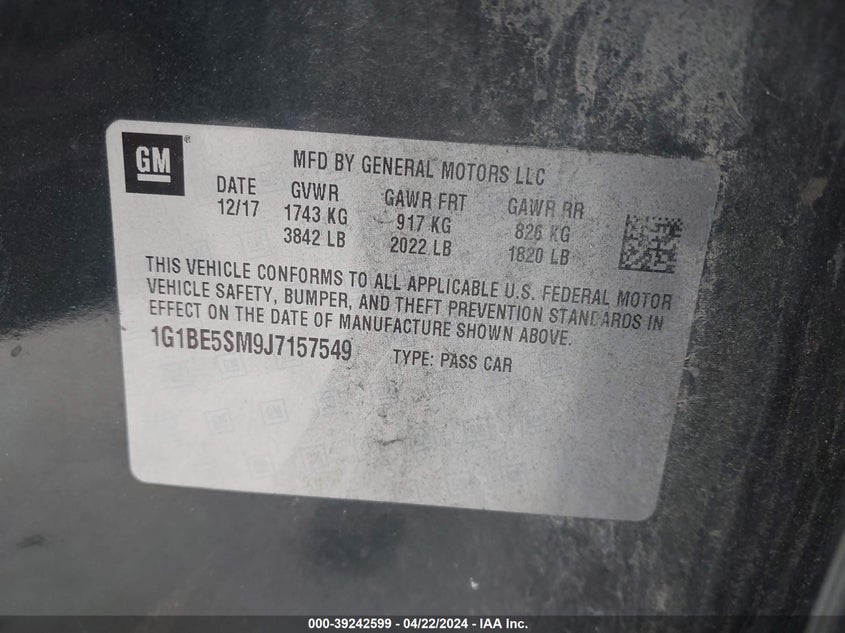 GM®
MFD BY GENERAL MOTORS LLC
DATE GVWR GAWR FRT GAWR RR
12/17 1743 KG 917 KG 826 KG
3842 LB 2022 LB 1820 LB
THIS VEHICLE CONFORMS TO ALL APPLICABLE U.S. FEDERAL MOTOR
VEHICLE SAFETY, BUMPER, AND THEFT PREVENTION STANDARDS IN
EFFECT ON THE DATE OF MANUFACTURE SHOWN ABOVE.
1G1BE5SM9J7157549 TYPE: PASS CAR
GM GM GM
000-39242599 - 04/22/2024 - IAA Inc.